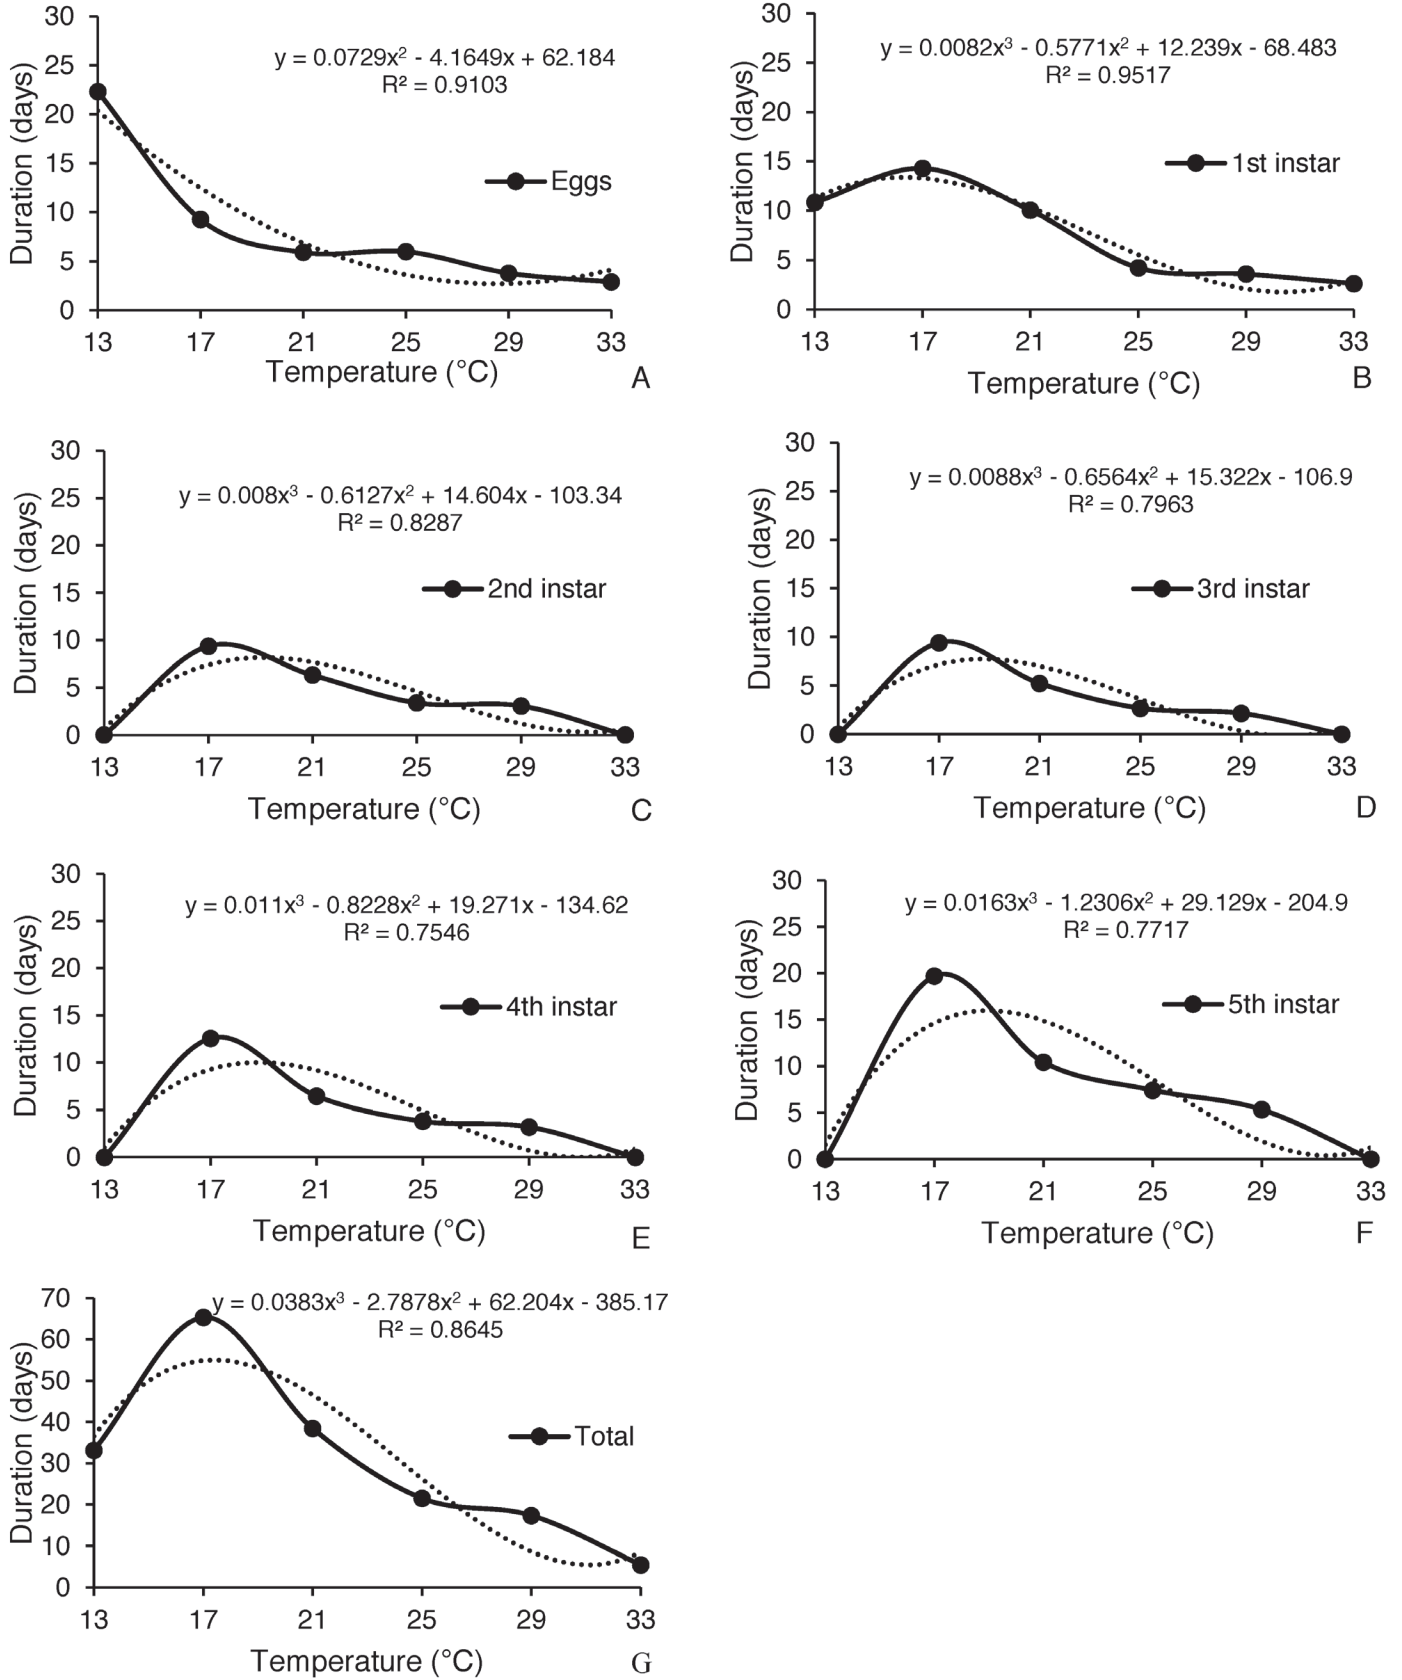 30
25
20
15
10
5
0
Duration (days)
y = 0.0729x² - 4.1649x + 62.184
R² = 0.9103
Eggs
13 17 21 25 29 33
Temperature (°C)
A
30
25
20
15
10
5
0
Duration (days)
y = 0.0082x³ - 0.5771x² + 12.239x - 68.483
R² = 0.9517
1st instar
13 17 21 25 29 33
Temperature (°C)
B
30
25
20
15
10
5
0
Duration (days)
y = 0.008x³ - 0.6127x² + 14.604x - 103.34
R² = 0.8287
2nd instar
13 17 21 25 29 33
Temperature (°C)
C
30
25
20
15
10
5
0
Duration (days)
y = 0.0088x³ - 0.6564x² + 15.322x - 106.9
R² = 0.7963
3rd instar
13 17 21 25 29 33
Temperature (°C)
D
30
25
20
15
10
5
0
Duration (days)
y = 0.011x³ - 0.8228x² + 19.271x - 134.62
R² = 0.7546
4th instar
13 17 21 25 29 33
Temperature (°C)
E
30
25
20
15
10
5
0
Duration (days)
y = 0.0163x³ - 1.2306x² + 29.129x - 204.9
R² = 0.7717
5th instar
13 17 21 25 29 33
Temperature (°C)
F
70
60
50
40
30
20
10
0
Duration (days)
y = 0.0383x³ - 2.7878x² + 62.204x - 385.17
R² = 0.8645
Total
13 17 21 25 29 33
Temperature (°C)
G